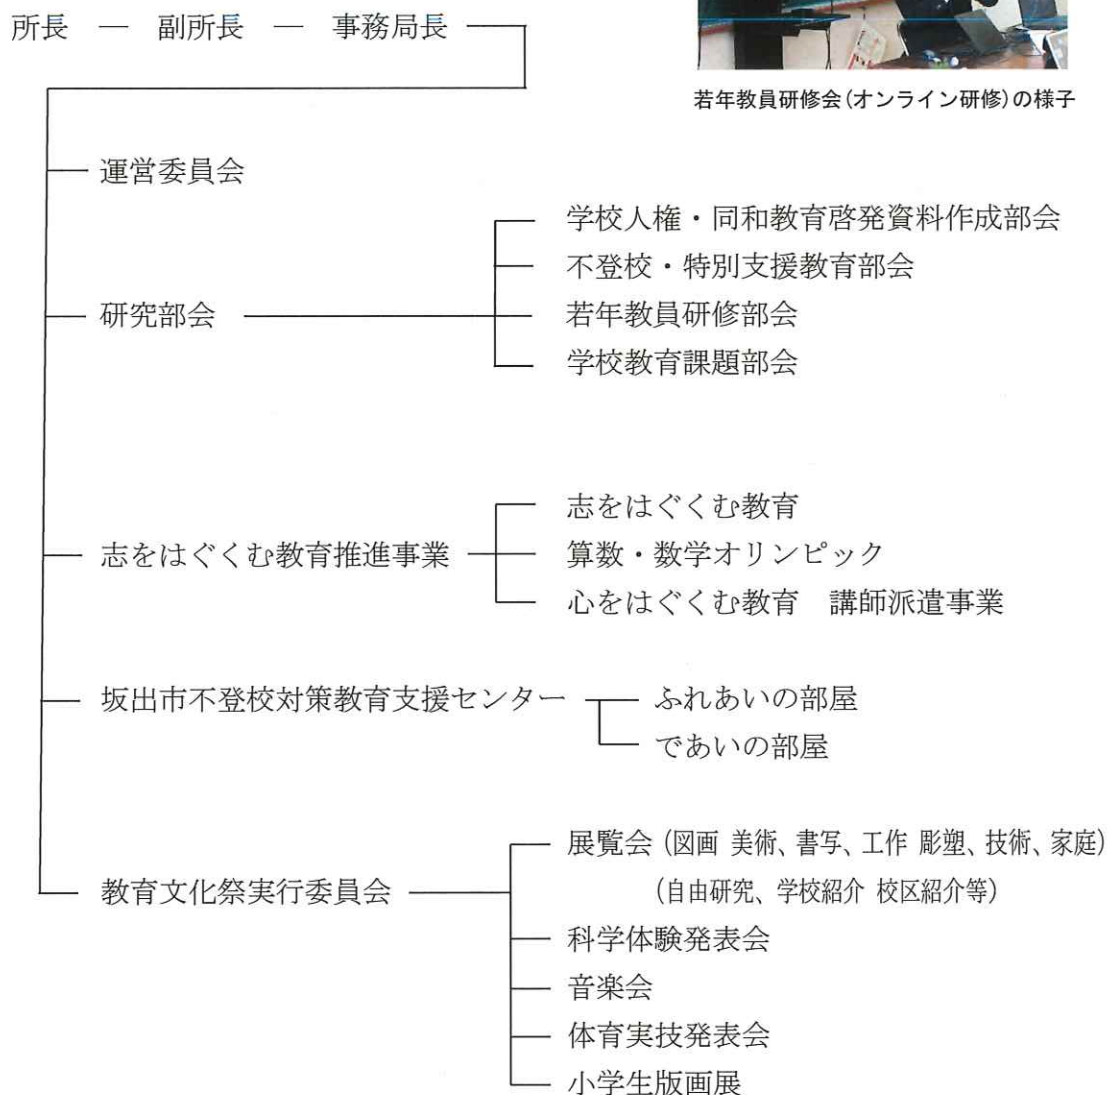 所長 ― 副所長 ― 事務局長
若年教員研修会(オンライン研修)の様子
運営委員会
研究部会
学校人権・同和教育啓発資料作成部会
不登校・特別支援教育部会
若年教員研修部会
学校教育課題部会
志をはぐくむ教育推進事業
志をはぐくむ教育
算数・数学オリンピック
心をはぐくむ教育 講師派遣事業
坂出市不登校対策教育支援センター
ふれあいの部屋
であいの部屋
教育文化祭実行委員会
展覧会(図画 美術、書写、工作 彫塑、技術、家庭)
(自由研究、学校紹介 校区紹介等)
科学体験発表会
音楽会
体育実技発表会
小学生版画展